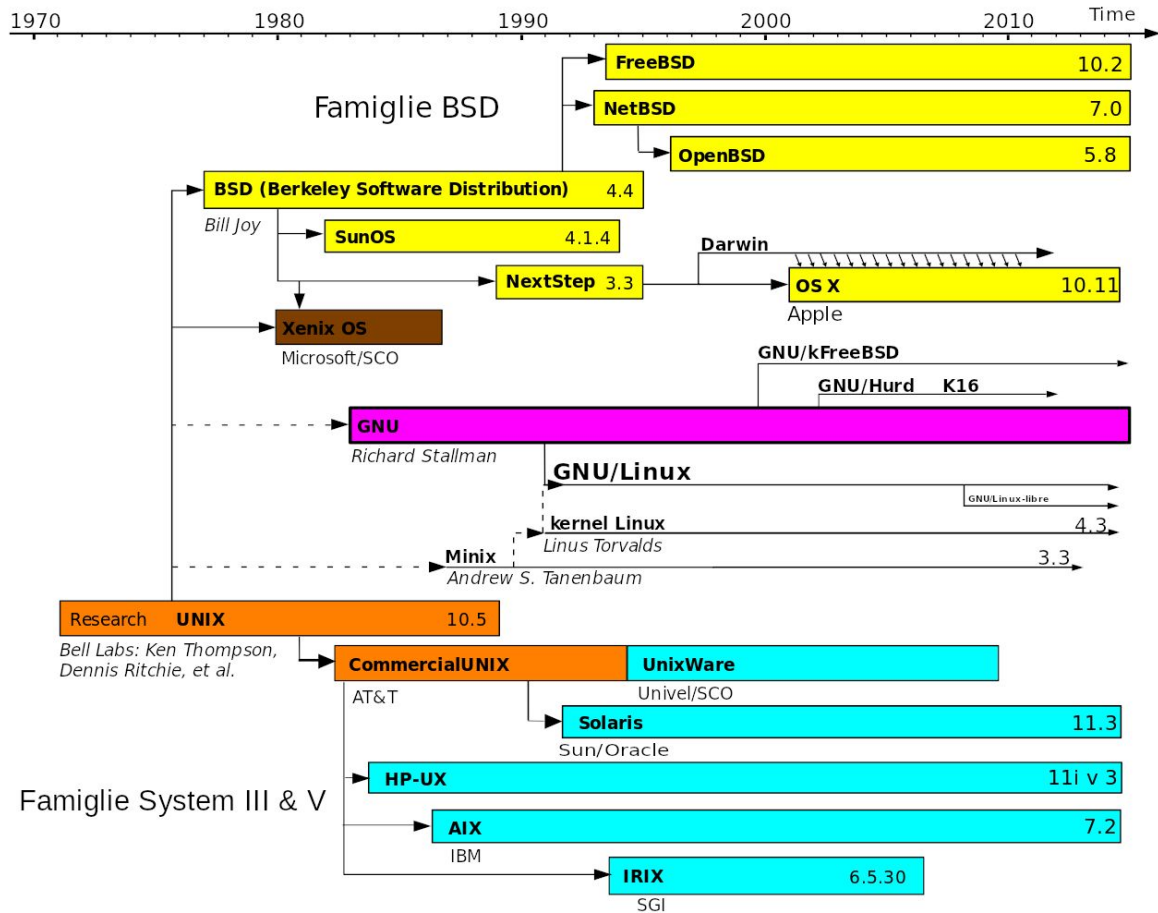 1970 1980 1990 2000 2010 Time
FreeBSD 10.2
Famiglie BSD
NetBSD 7.0
OpenBSD 5.8
BSD (Berkeley Software Distribution) 4.4
Bill Joy
SunOS 4.1.4
Darwin
NextStep 3.3
OS X 10.11
Apple
Xenix OS
Microsoft/SCO
GNU/kFreeBSD
GNU/Hurd K16
GNU
Richard Stallman
GNU/Linux
GNU/Linux-libre
kernel Linux 4.3
Linus Torvalds
Minix 3.3
Andrew S. Tanenbaum
Research UNIX 10.5
Bell Labs: Ken Thompson,
Dennis Ritchie, et al.
CommercialUNIX UnixWare
AT&T Univel/SCO
Solaris 11.3
Sun/Oracle
HP-UX 11i v 3
Famiglie System III & V
AIX 7.2
IBM
IRIX 6.5.30
SGI